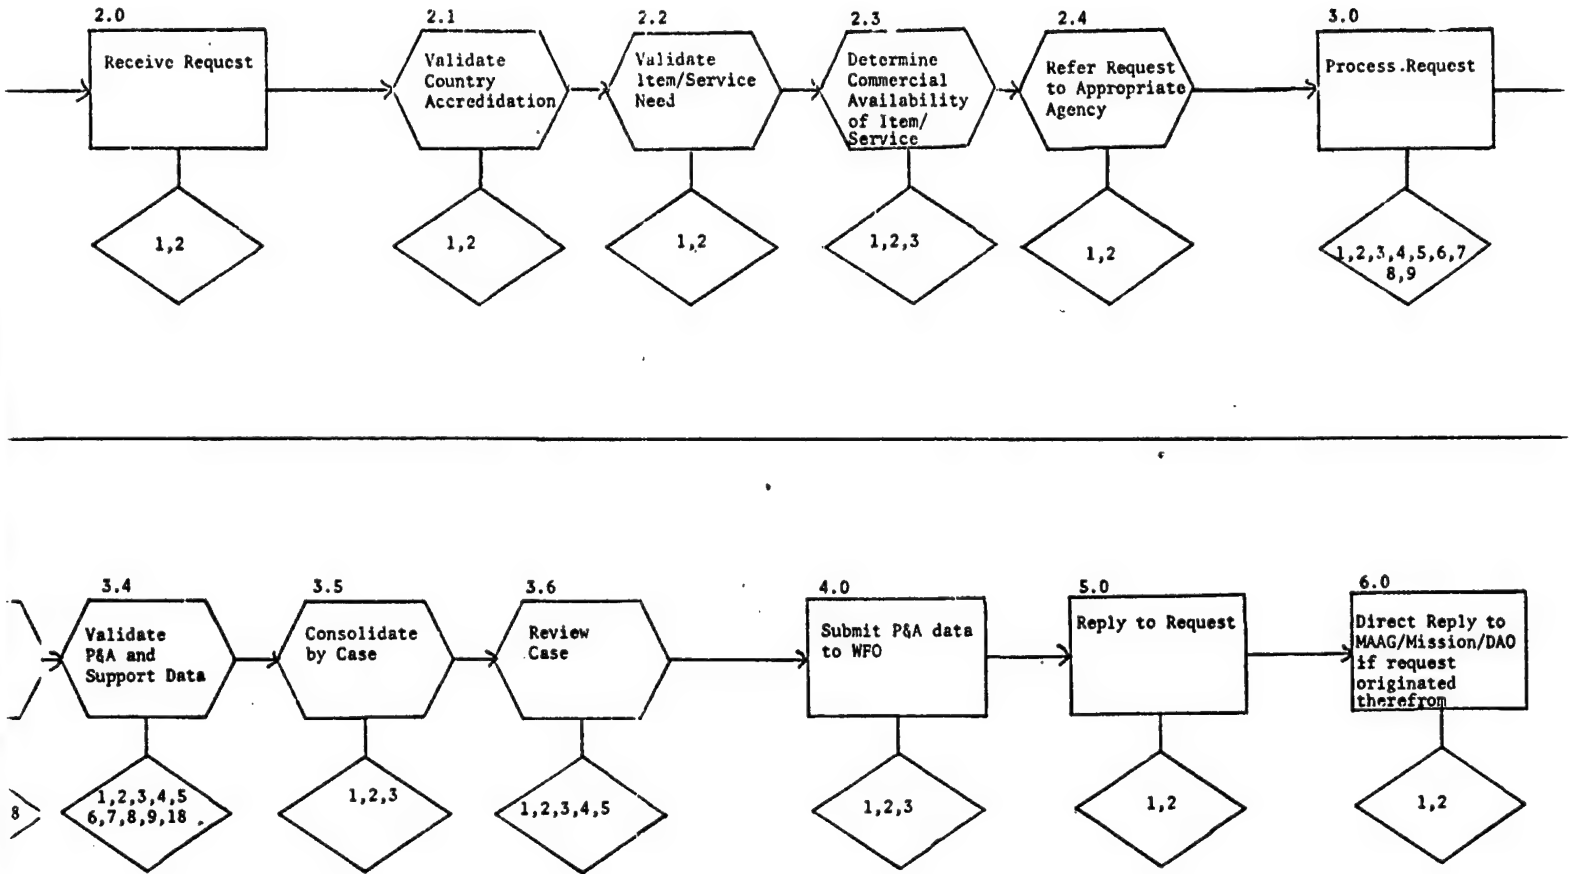 2.0
Receive Request
1,2
2.1
Validate
Country
Accredidation
1,2
2.2
Validate
Item/Service
Need
1,2
2.3
Determine
Commercial
Availability
of Item/
Service
1,2,3
2.4
Refer Request
to Appropriate
Agency
1,2
3.0
Process Request
1,2,3,4,5,6,7
8,9
8
3.4
Validate
P&A and
Support Data
1,2,3,4,5
6,7,8,9,18
3.5
Consolidate
by Case
1,2,3
3.6
Review
Case
1,2,3,4,5
4.0
Submit P&A data
to WFO
1,2,3
5.0
Reply to Request
1,2
6.0
Direct Reply to
MAAG/Mission/DAO
if request
originated
therefrom
1,2